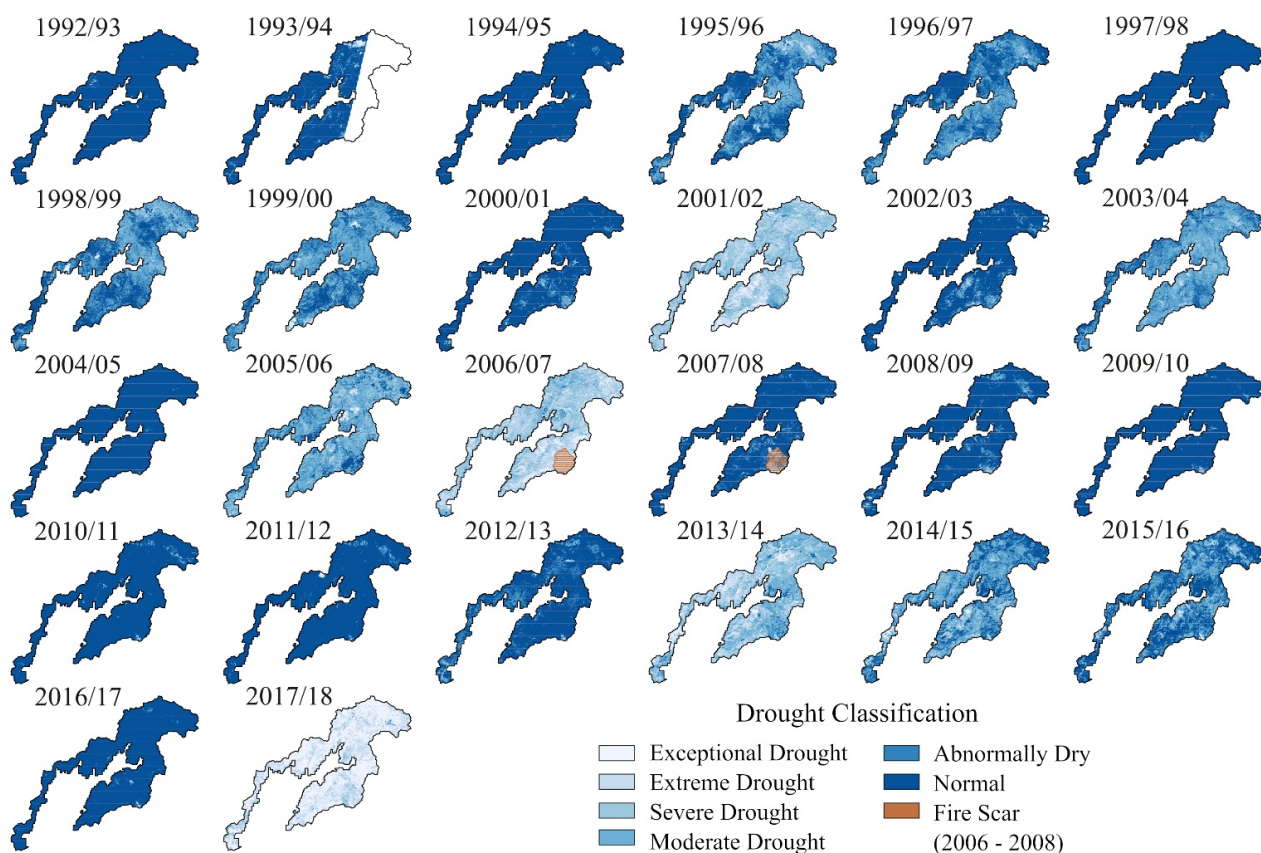 1992/93
1993/94
1994/95
1995/96
1996/97
1997/98
1998/99
1999/00
2000/01
2001/02
2002/03
2003/04
2004/05
2005/06
2006/07
2007/08
2008/09
2009/10
2010/11
2011/12
2012/13
2013/14
2014/15
2015/16
2016/17
2017/18
Drought Classification
Exceptional Drought
Extreme Drought
Severe Drought
Moderate Drought
Abnormally Dry
Normal
Fire Scar
(2006 - 2008)